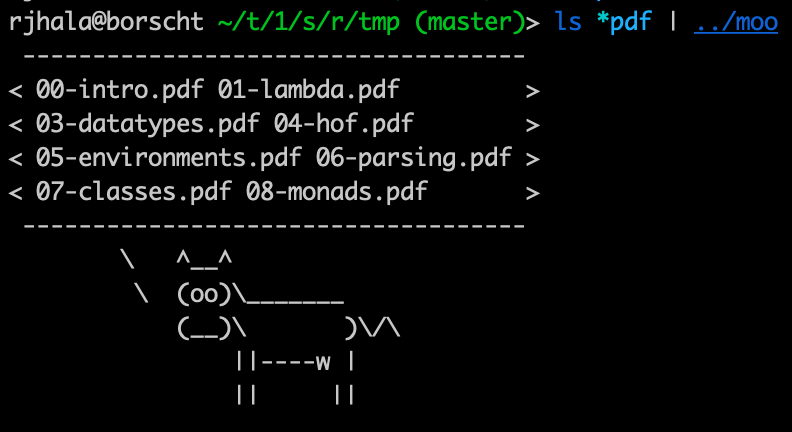 rjhala@borscht ~/t/1/s/r/tmp (master)> ls *pdf | ../moo
 ------------------------------------
< 00-intro.pdf 01-lambda.pdf         >
< 03-datatypes.pdf 04-hof.pdf        >
< 05-environments.pdf 06-parsing.pdf >
< 07-classes.pdf 08-monads.pdf       >
 ------------------------------------
        \   ^__^
         \  (oo)\_______
            (__)\       )\/\
                ||----w |
                ||     ||